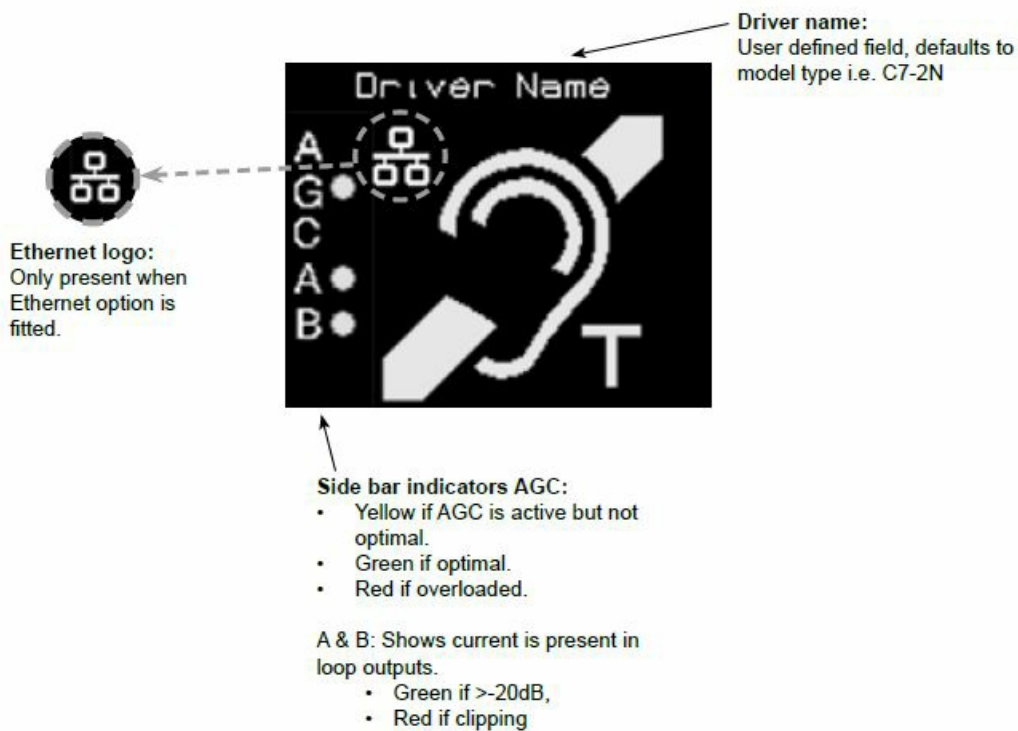 Driver name:
User defined field, defaults to
model type i.e. C7-2N
Driver Name
A
G
C
A
B
T
Ethernet logo:
Only present when
Ethernet option is
fitted.
Side bar indicators AGC:
• Yellow if AGC is active but not
optimal.
• Green if optimal.
• Red if overloaded.
A & B: Shows current is present in
loop outputs.
• Green if >-20dB,
• Red if clipping